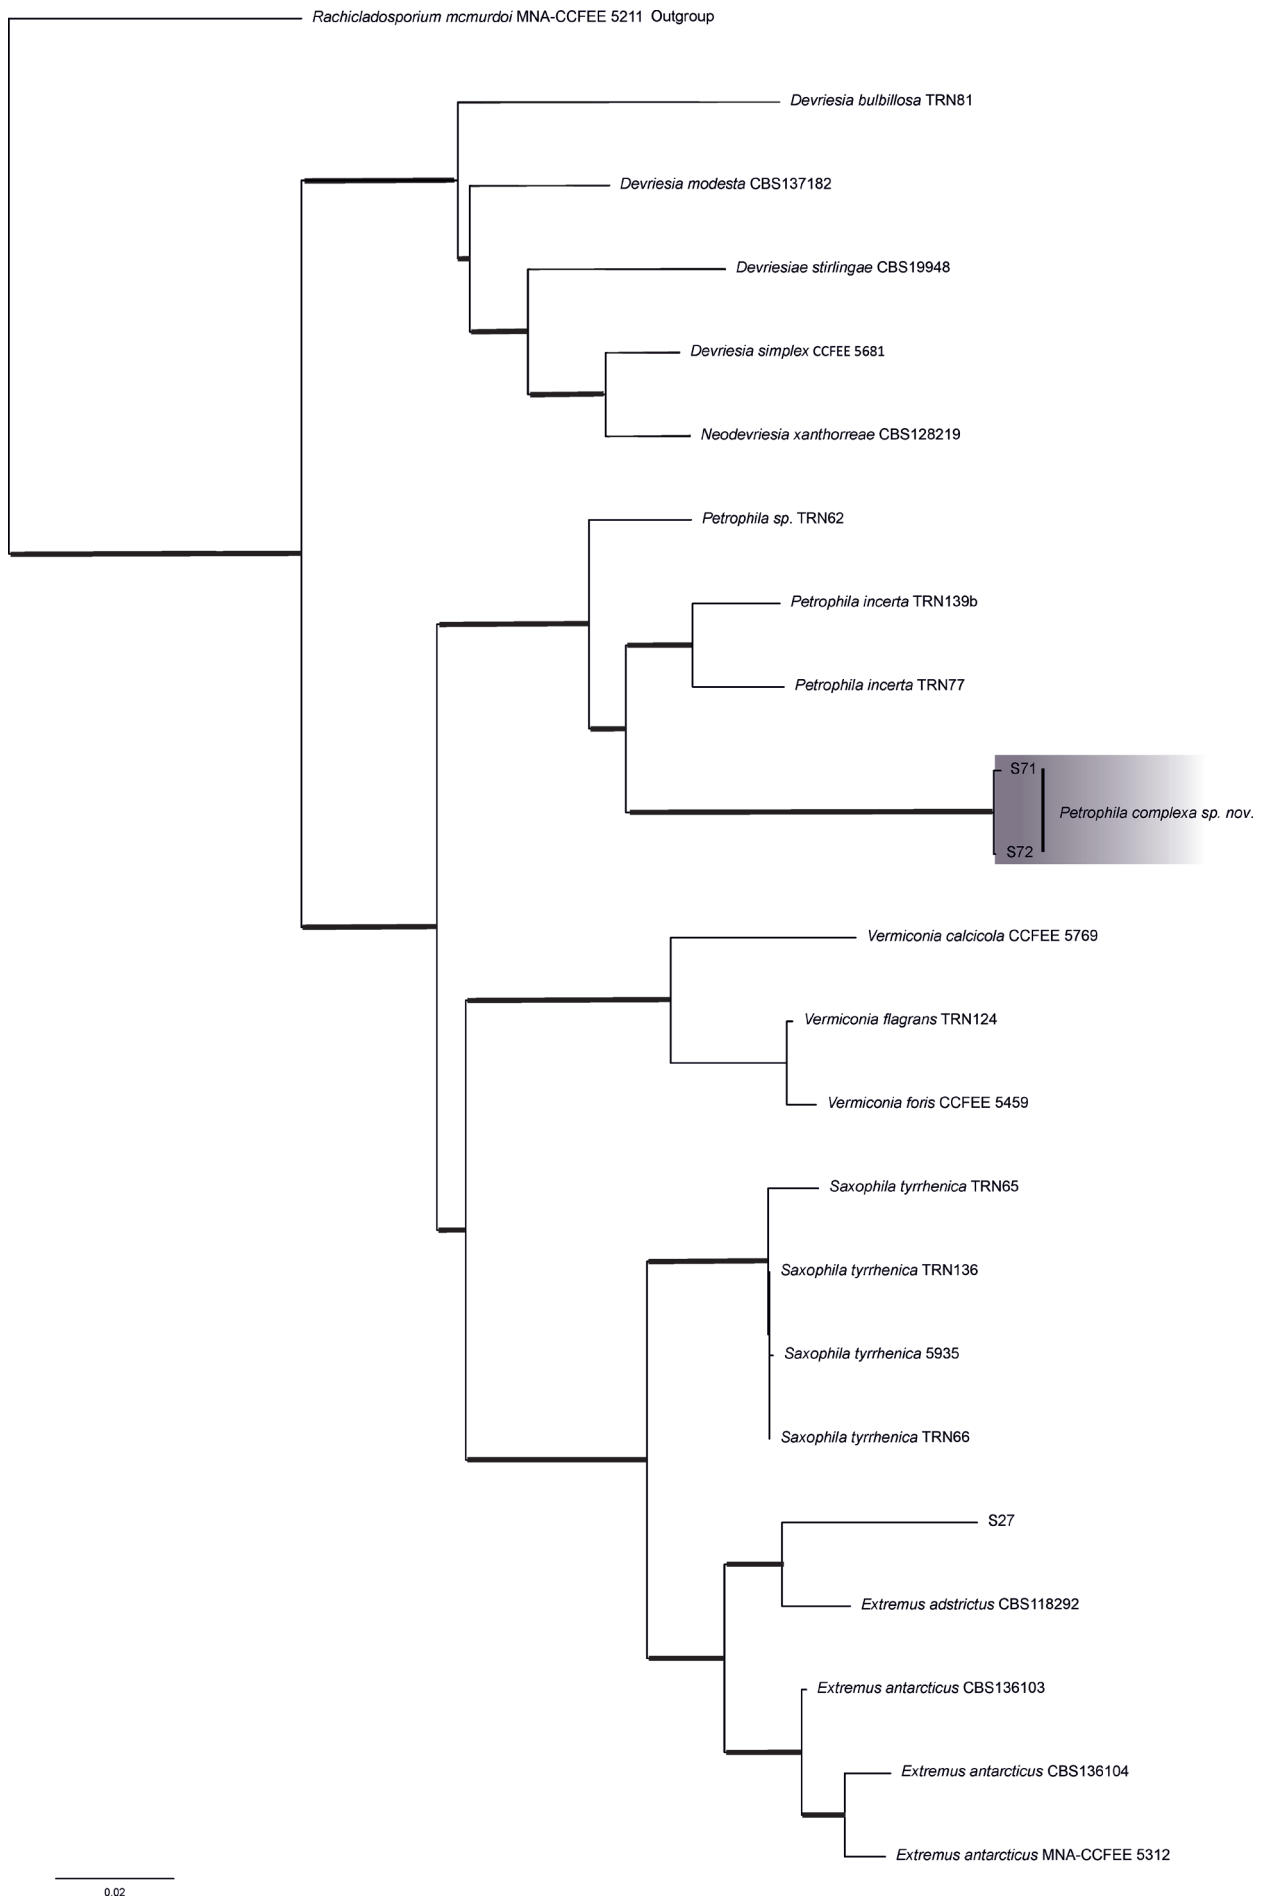 Rachicladosporium mcmurdoi MNA-CCFEE 5211 Outgroup
Devriesia bulbillosa TRN81
Devriesia modesta CBS137182
Devriesiae stirlingae CBS19948
Devriesia simplex CCFEE 5681
Neodevriesia xanthorreae CBS128219
Petrophila sp. TRN62
Petrophila incerta TRN139b
Petrophila incerta TRN77
S71
Petrophila complexa sp. nov.
S72
Vermiconia calcicola CCFEE 5769
Vermiconia flagrans TRN124
Vermiconia foris CCFEE 5459
Saxophila tyrrhenica TRN65
Saxophila tyrrhenica TRN136
Saxophila tyrrhenica 5935
Saxophila tyrrhenica TRN66
S27
Extremus adstrictus CBS118292
Extremus antarcticus CBS136103
Extremus antarcticus CBS136104
Extremus antarcticus MNA-CCFEE 5312
0.02